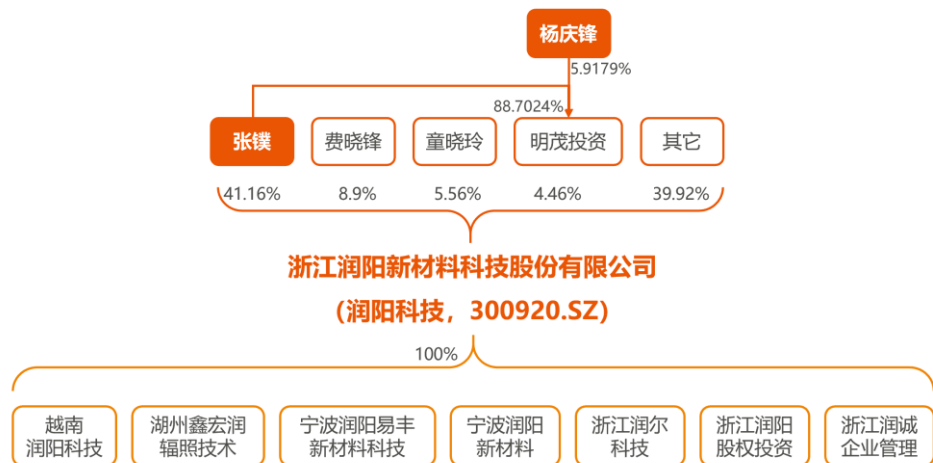 杨庆锋
5.9179%
88.7024%
张镤
费晓锋
童晓玲
明茂投资
其它
41.16%
8.9%
5.56%
4.46%
39.92%
浙江润阳新材料科技股份有限公司
（润阳科技，300920.SZ）
100%
越南
润阳科技
湖州鑫宏润
辐照技术
宁波润阳易丰
新材料科技
宁波润阳
新材料
浙江润尔
科技
浙江润阳
股权投资
浙江润诚
企业管理